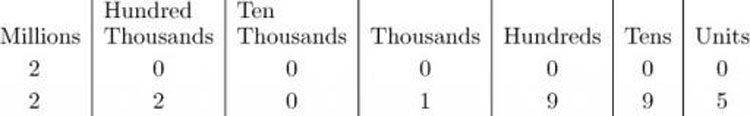 Hundred Ten
Millions Thousands Thousands Thousands Hundreds Tens Units
2 0 0 0 0 0 0
2 2 0 1 9 9 5